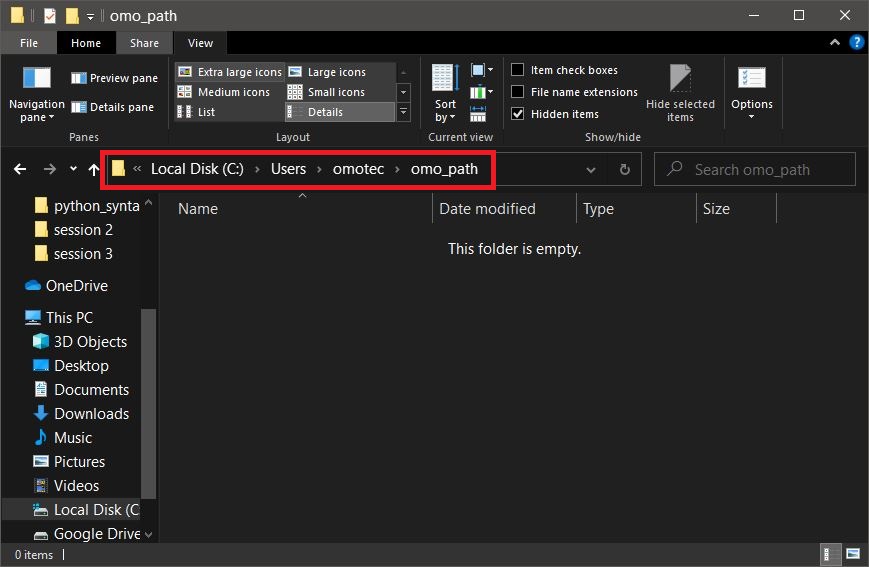 omo_path
File Home Share View
Navigation pane
Preview pane
Details pane
Panes
Extra large icons Large icons
Medium icons Small icons
List Details
Layout
Sort by
Current view
Item check boxes
File name extensions
Hidden items
Hide selected items
Show/hide
Options
« Local Disk (C:) › Users › omotec › omo_path
Search omo_path
Name Date modified Type Size
This folder is empty.
python_synta
session 2
session 3
OneDrive
This PC
3D Objects
Desktop
Documents
Downloads
Music
Pictures
Videos
Local Disk (C
Google Drive
0 items